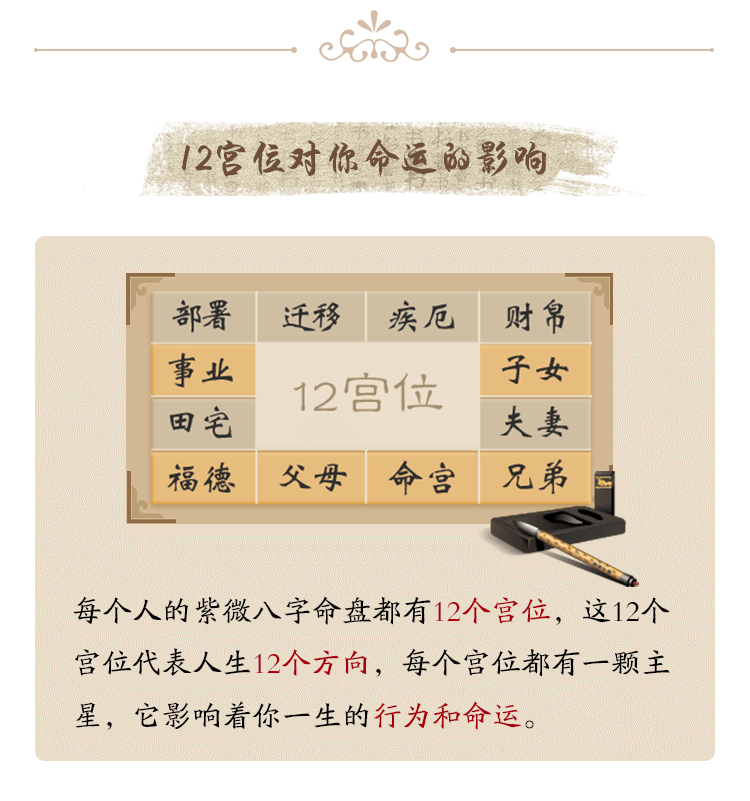 12宫位对你命运的影响
部署 迁移 疾厄 财帛
事业 12宫位 子女
田宅 夫妻
福德 父母 命宫 兄弟
每个人的紫微八字命盘都有12个宫位，这12个
宫位代表人生12个方向，每个宫位都有一颗主
星，它影响着你一生的行为和命运。